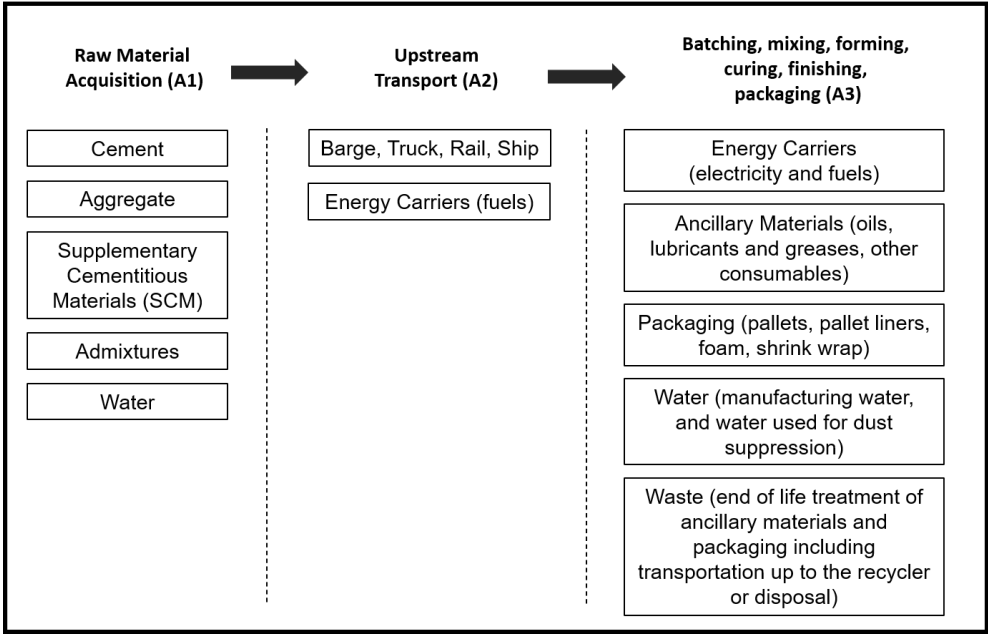 Raw Material
Acquisition (A1)
Upstream
Transport (A2)
Batching, mixing, forming,
curing, finishing,
packaging (A3)
Cement
Aggregate
Supplementary
Cementitious
Materials (SCM)
Admixtures
Water
Barge, Truck, Rail, Ship
Energy Carriers (fuels)
Energy Carriers
(electricity and fuels)
Ancillary Materials (oils,
lubricants and greases, other
consumables)
Packaging (pallets, pallet liners,
foam, shrink wrap)
Water (manufacturing water,
and water used for dust
suppression)
Waste (end of life treatment of
ancillary materials and
packaging including
transportation up to the recycler
or disposal)